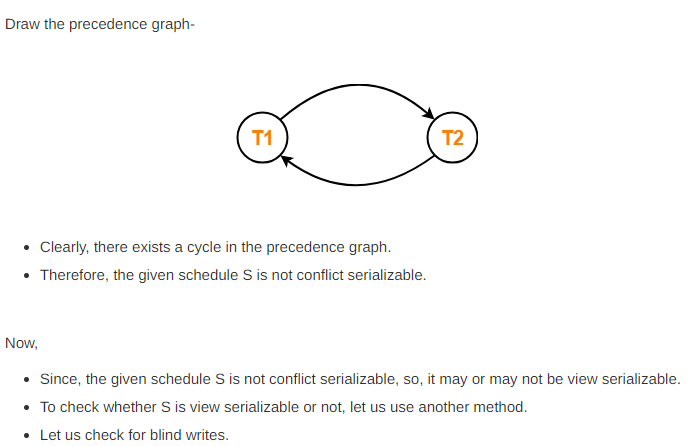 Draw the precedence graph-
T1 T2
• Clearly, there exists a cycle in the precedence graph.
• Therefore, the given schedule S is not conflict serializable.
Now,
• Since, the given schedule S is not conflict serializable, so, it may or may not be view serializable.
• To check whether S is view serializable or not, let us use another method.
• Let us check for blind writes.